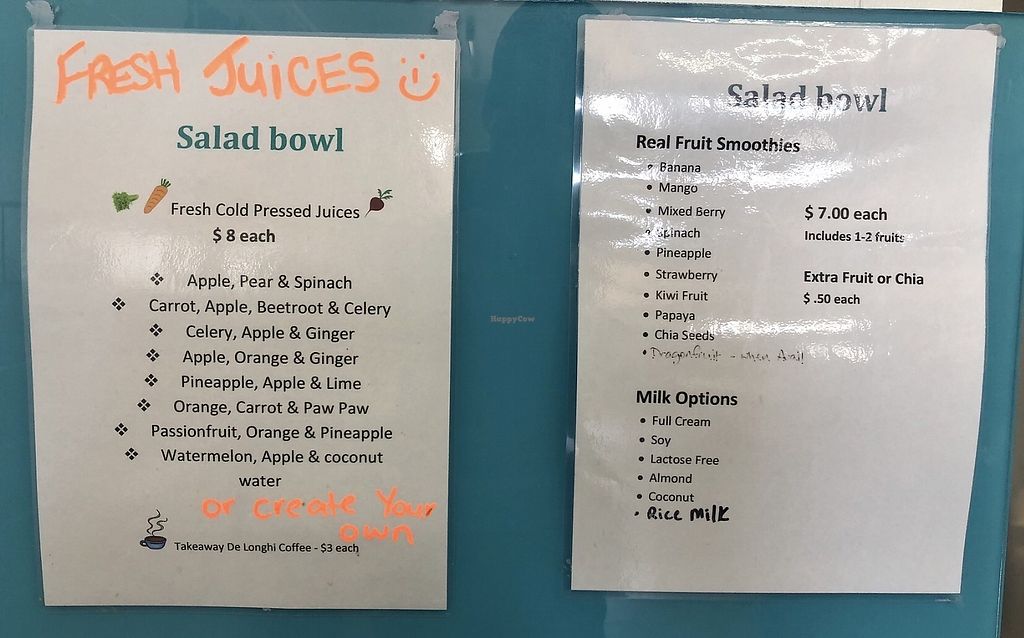 FRESH JUICES
Salad bowl
Fresh Cold Pressed Juices
$ 8 each
Apple, Pear & Spinach
Carrot, Apple, Beetroot & Celery
Celery, Apple & Ginger
Apple, Orange & Ginger
Pineapple, Apple & Lime
Orange, Carrot & Paw Paw
Passionfruit, Orange & Pineapple
Watermelon, Apple & coconut
water
or create Your
own
Takeaway De Longhi Coffee - $3 each
HappyCow
Salad bowl
Real Fruit Smoothies
• Banana
• Mango
• Mixed Berry
• Spinach
• Pineapple
• Strawberry
• Kiwi Fruit
• Papaya
• Chia Seeds
• Dragonfruit - when Avail
$ 7.00 each
Includes 1-2 fruits
Extra Fruit or Chia
$ .50 each
Milk Options
• Full Cream
• Soy
• Lactose Free
• Almond
• Coconut
• Rice Milk